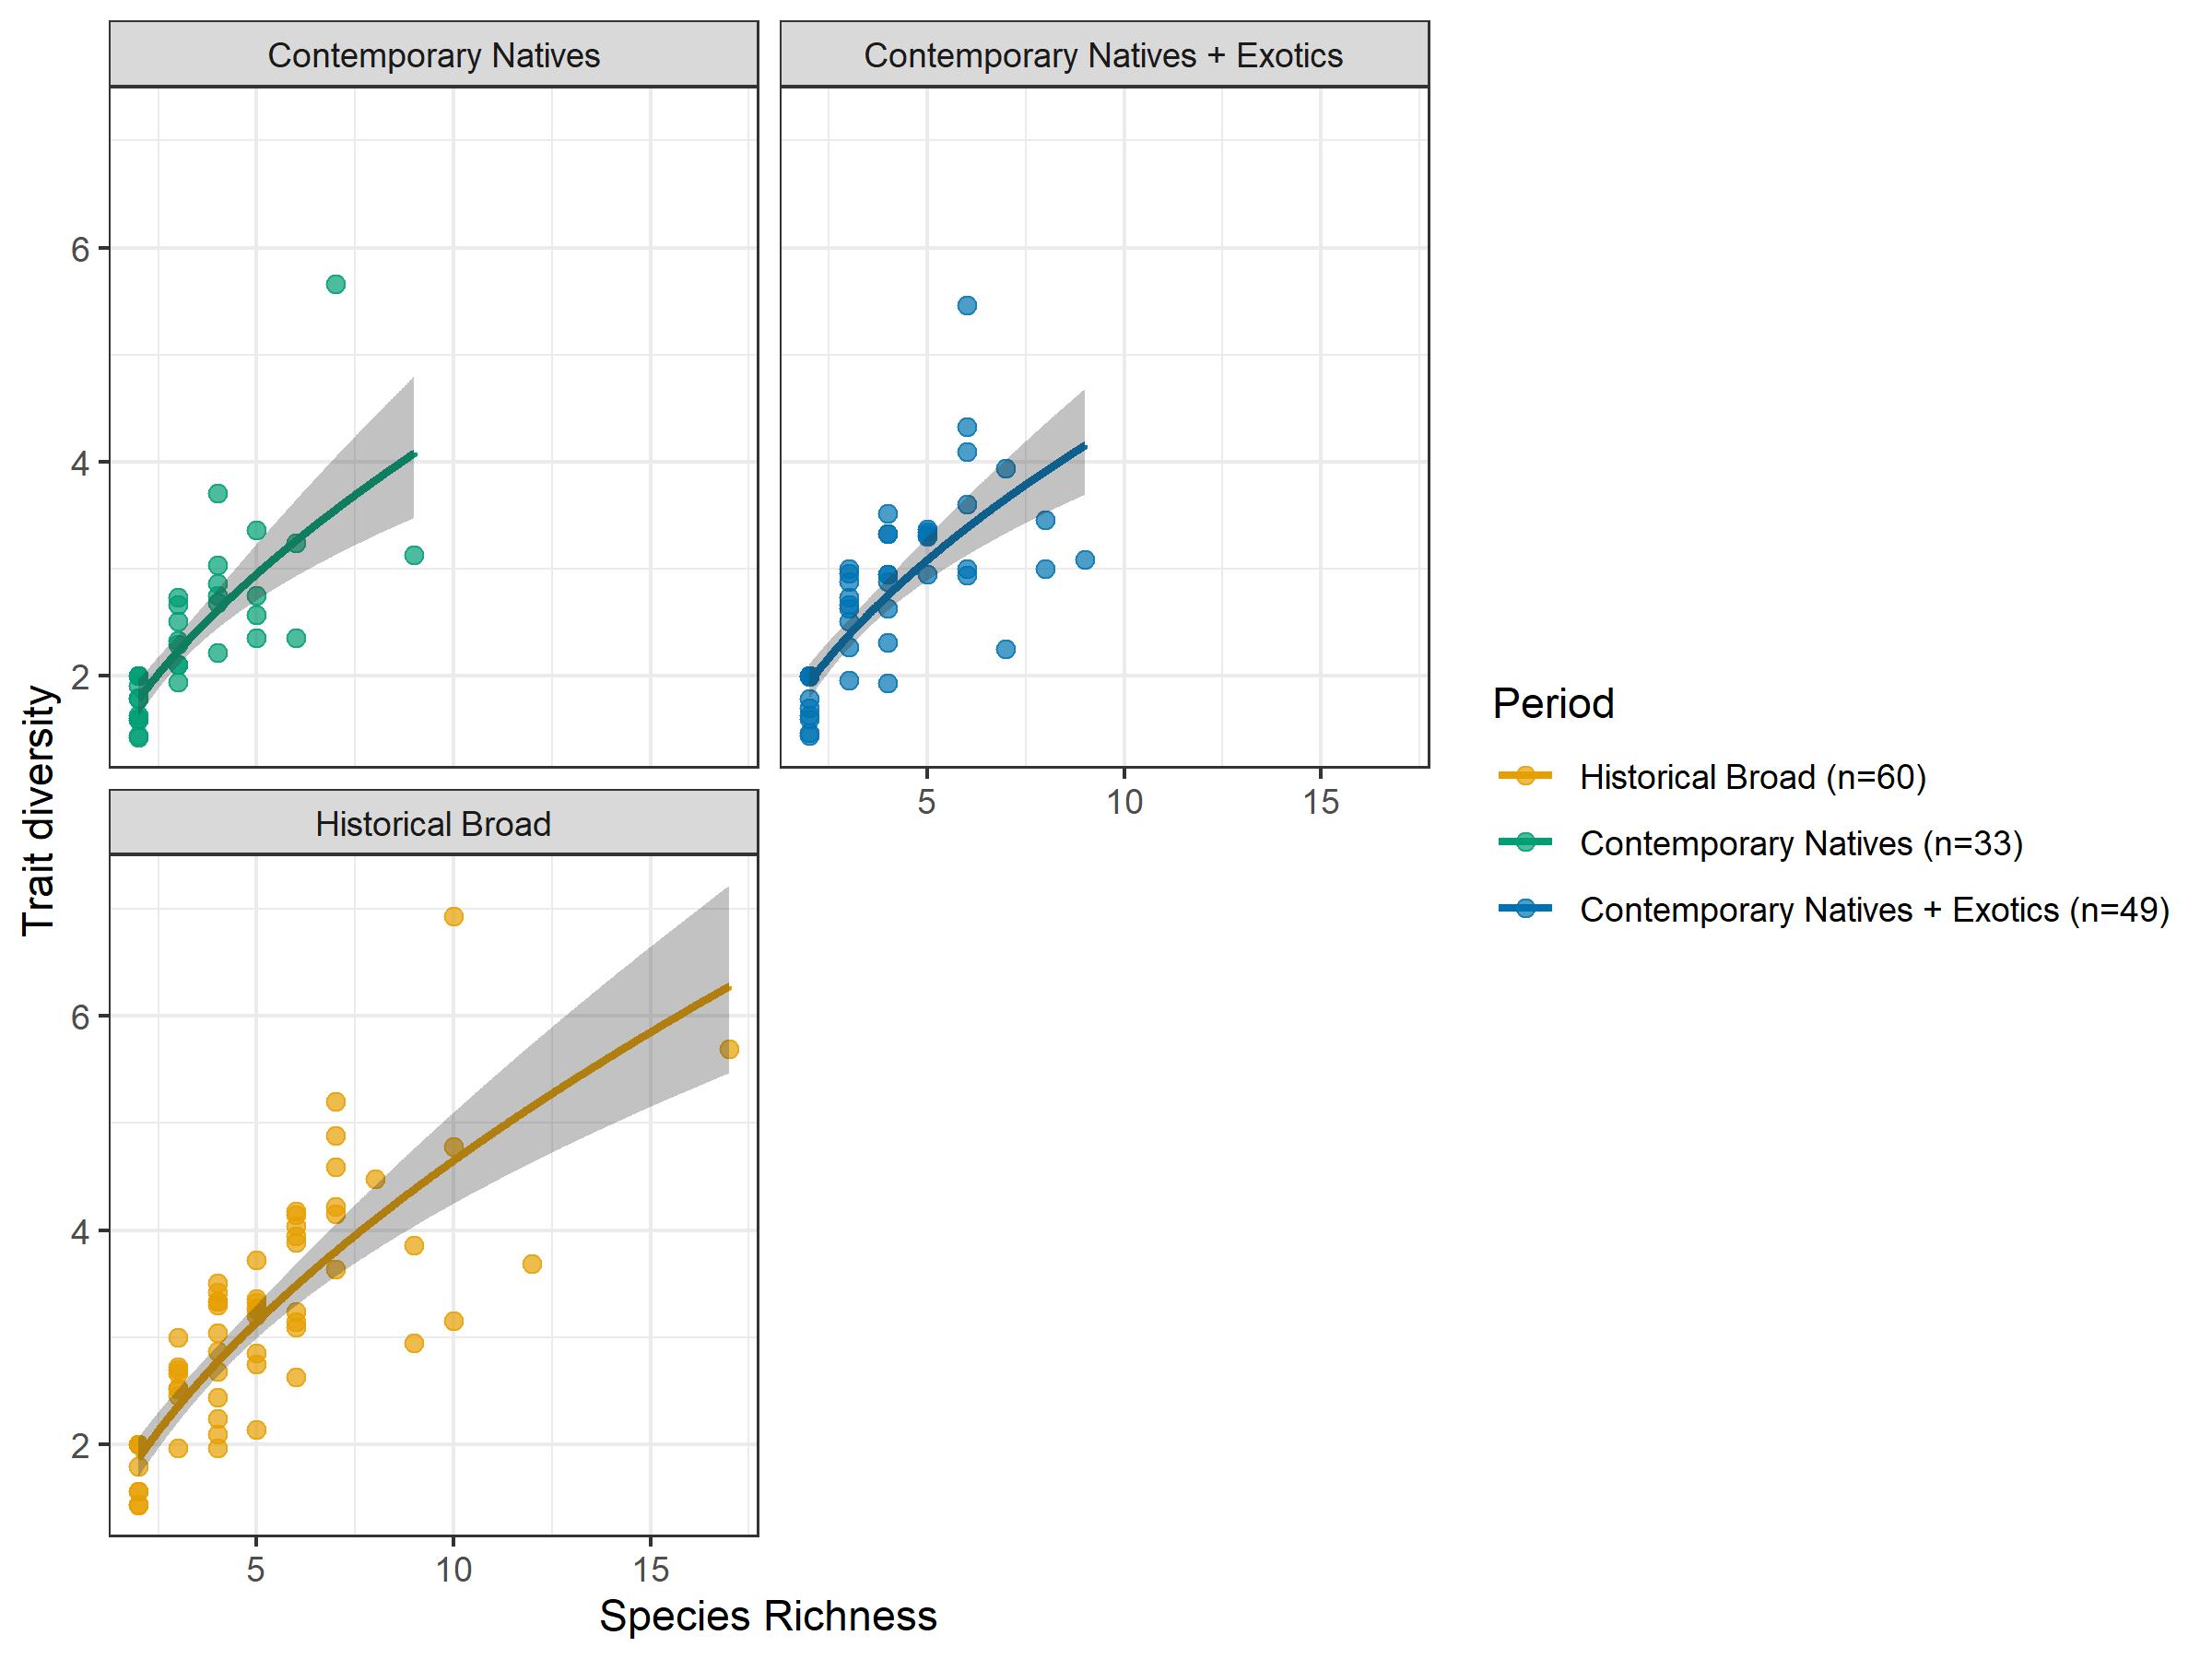 Contemporary Natives
Contemporary Natives + Exotics
6
4
2
5 10 15
Historical Broad
6
4
2
5 10 15
Trait diversity
Species Richness
Period
Historical Broad (n=60)
Contemporary Natives (n=33)
Contemporary Natives + Exotics (n=49)